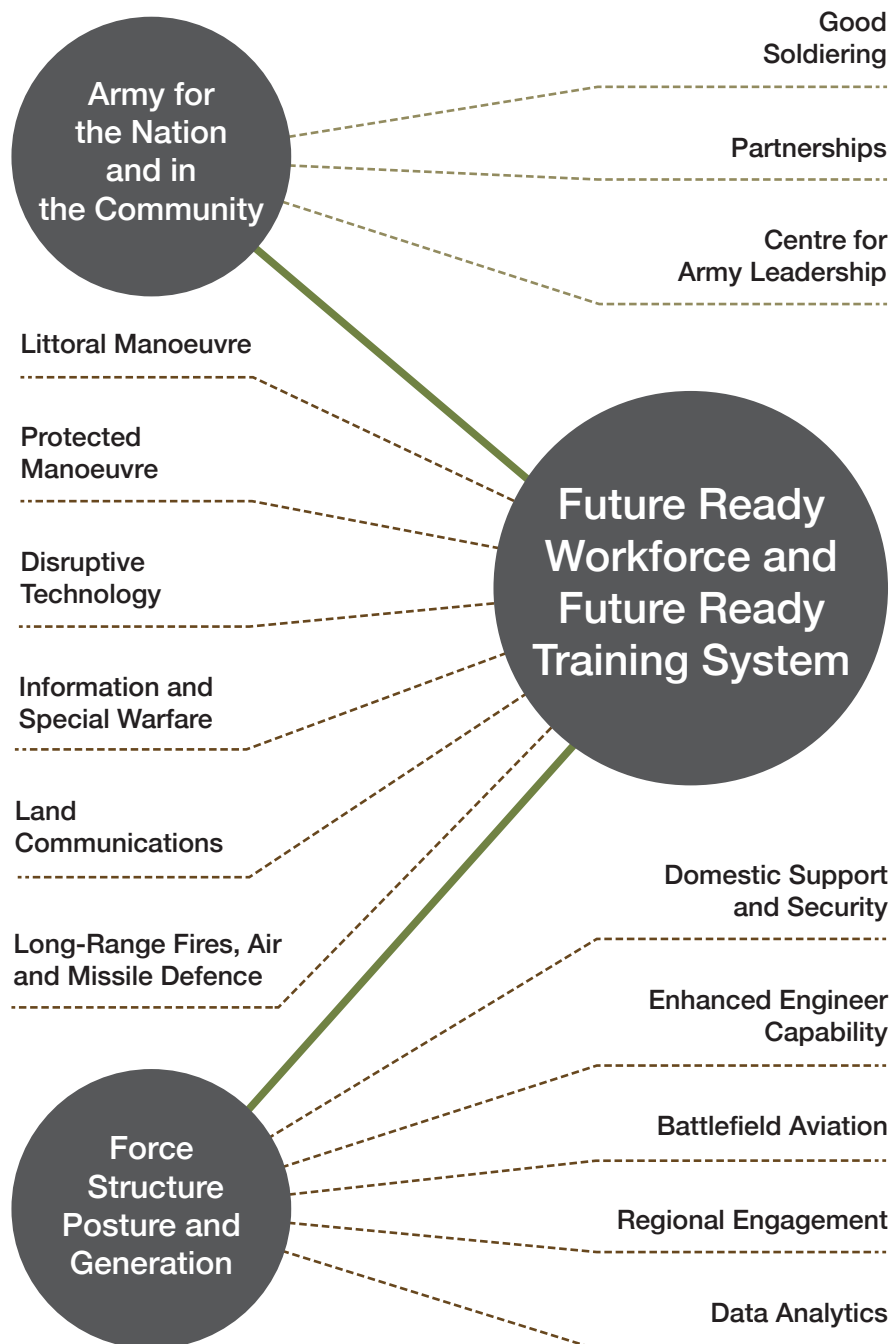 Army for
the Nation
and in
the Community
Good
Soldiering
Partnerships
Centre for
Army Leadership
Littoral Manoeuvre
Protected
Manoeuvre
Disruptive
Technology
Information and
Special Warfare
Land
Communications
Long-Range Fires, Air
and Missile Defence
Future Ready
Workforce and
Future Ready
Training System
Force
Structure
Posture and
Generation
Domestic Support
and Security
Enhanced Engineer
Capability
Battlefield Aviation
Regional Engagement
Data Analytics